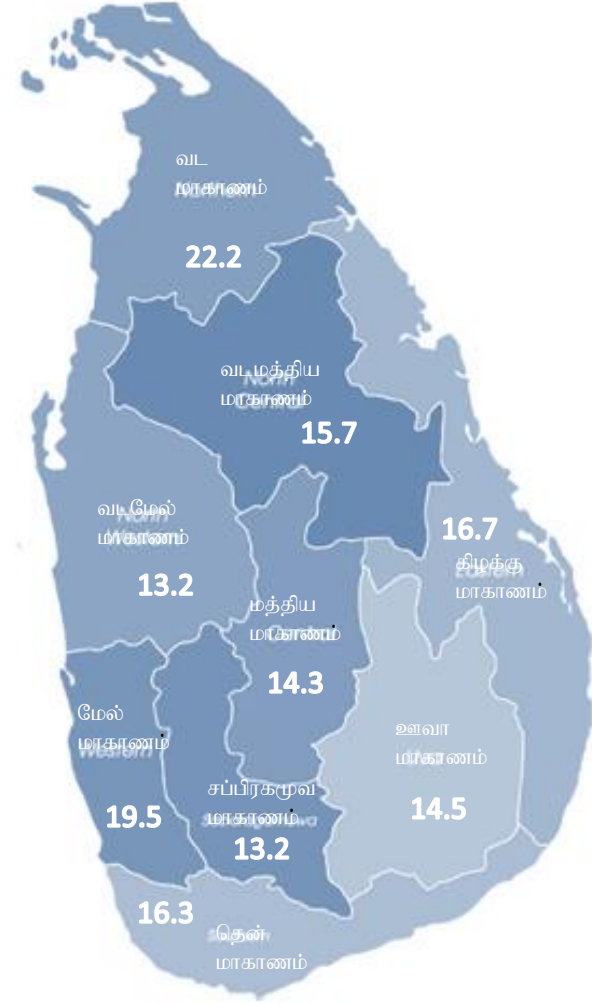 வட
மாகாணம்
22.2
வடமத்திய
மாகாணம்
15.7
வடமேல்
மாகாணம்
13.2
16.7
கிழக்கு
மாகாணம்
மத்திய
மாகாணம்
14.3
மேல்
மாகாணம்
19.5
ஊவா
மாகாணம்
14.5
சப்பிரகமுவ
மாகாணம்
13.2
16.3
தென்
மாகாணம்